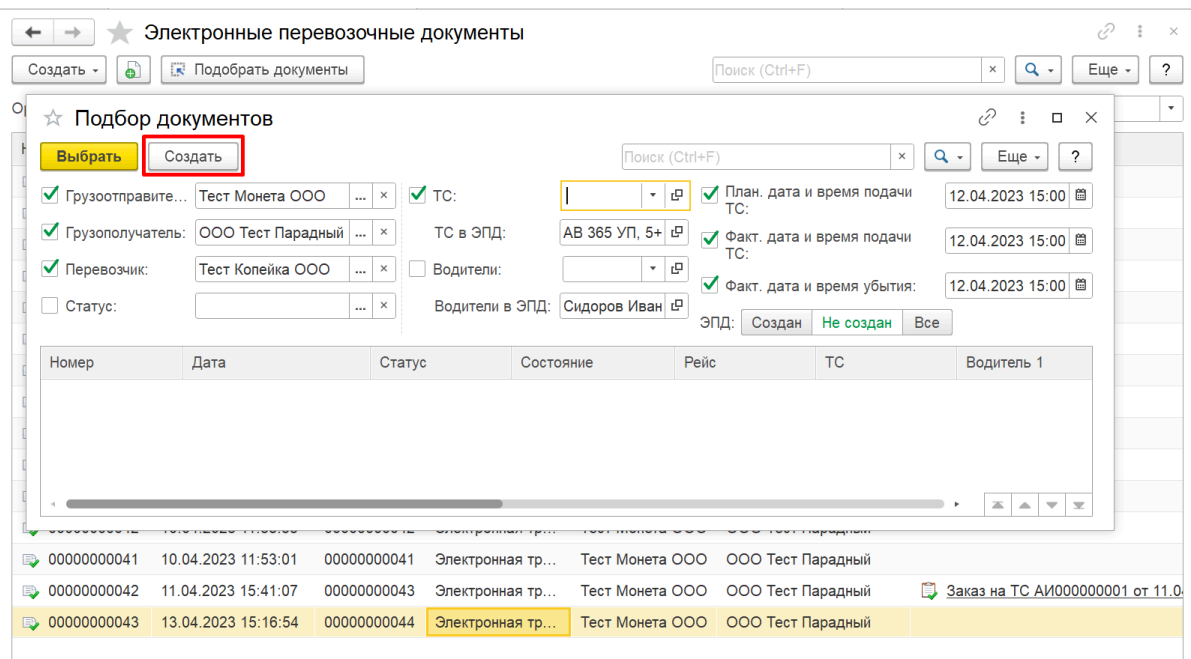 Электронные перевозочные документы
Создать
Подобрать документы
Поиск (Ctrl+F)
×
Еще
?
Подбор документов
Выбрать
Создать
Поиск (Ctrl+F)
×
Еще
?
Грузоотправите... Тест Монета ООО ... ×
ТС:
План. дата и время подачи
ТС:
12.04.2023 15:00
Грузополучатель: ООО Тест Парадный ... ×
ТС в ЭПД: АВ 365 УП, 5+
Факт. дата и время подачи
ТС:
12.04.2023 15:00
Перевозчик: Тест Копейка ООО ... ×
Водители:
Факт. дата и время убытия: 12.04.2023 15:00
Статус: ... ×
Водители в ЭПД: Сидоров Иван
ЭПД: Создан Не создан Все
Номер Дата Статус Состояние Рейс ТС Водитель 1
00000000041 10.04.2023 11:53:01 00000000041 Электронная тр... Тест Монета ООО ООО Тест Парадный
00000000042 11.04.2023 15:41:07 00000000043 Электронная тр... Тест Монета ООО ООО Тест Парадный Заказ на ТС АИ000000001 от 11.0
00000000043 13.04.2023 15:16:54 00000000044 Электронная тр... Тест Монета ООО ООО Тест Парадный